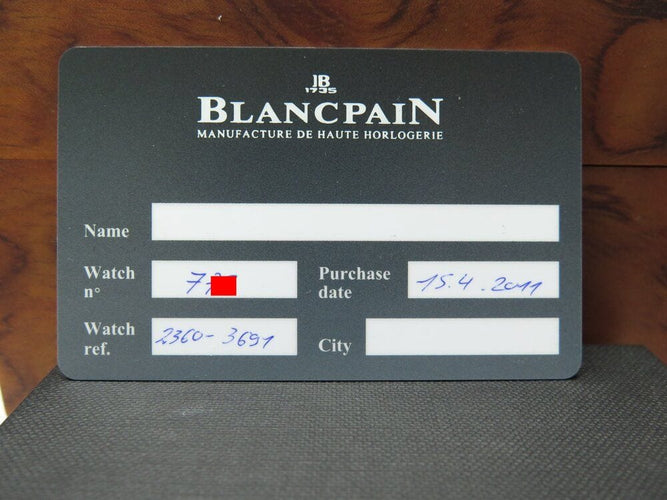 JB
1735
BLANCPAIN
MANUFACTURE DE HAUTE HORLOGERIE
Name
Watch n°
Purchase date 15.4.2011
Watch ref. 2360-3691
City